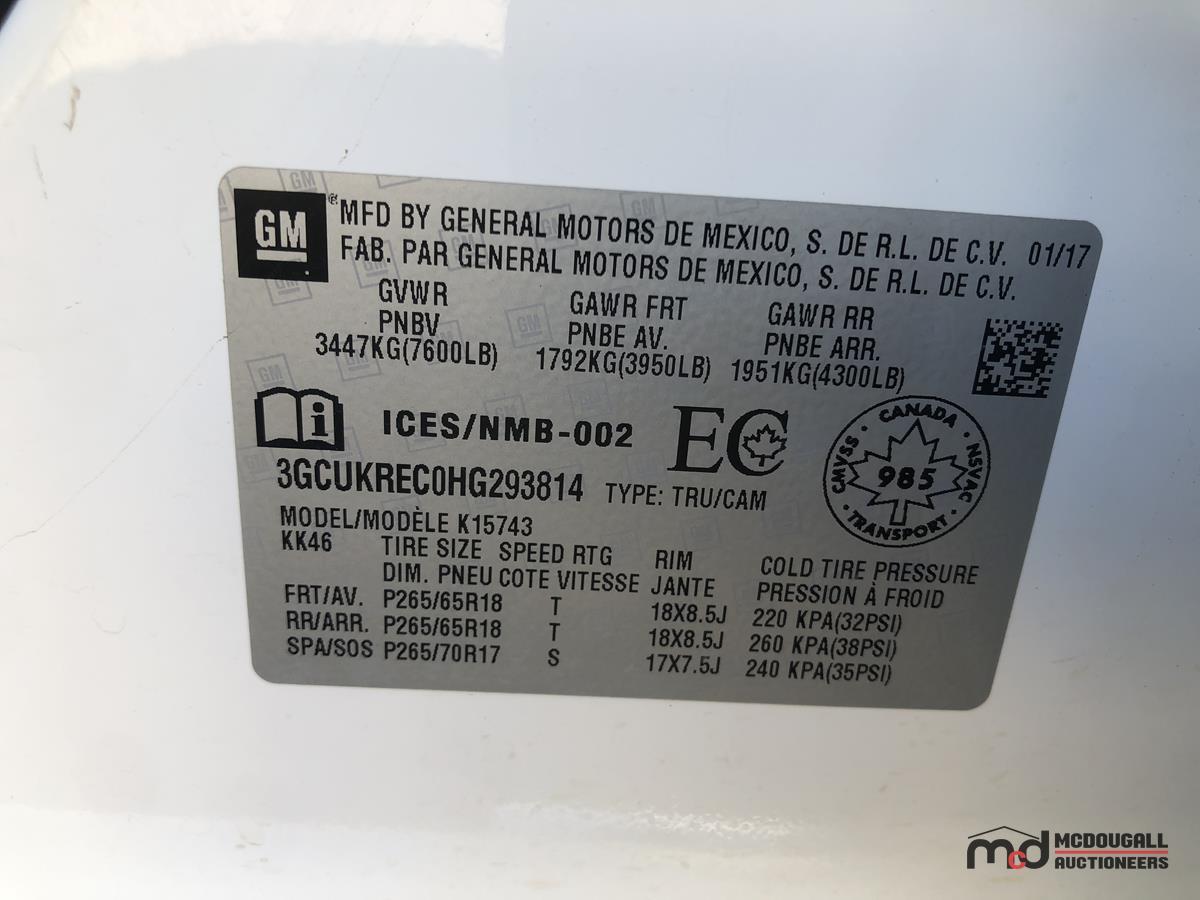 GM
® MFD BY GENERAL MOTORS DE MEXICO, S. DE R.L. DE C.V. 01/17
FAB. PAR GENERAL MOTORS DE MEXICO, S. DE R.L. DE C.V.
GVWR GAWR FRT GAWR RR
PNBV PNBE AV. PNBE ARR.
3447KG(7600LB) 1792KG(3950LB) 1951KG(4300LB)
i ICES/NMB-002 EC
CANADA
CMVSS 985 NSVAC
TRANSPORT
3GCUKREC0HG293814 TYPE: TRU/CAM
MODEL/MODÈLE K15743
KK46 TIRE SIZE SPEED RTG RIM COLD TIRE PRESSURE
DIM. PNEU COTE VITESSE JANTE PRESSION À FROID
FRT/AV. P265/65R18 T 18X8.5J 220 KPA(32PSI)
RR/ARR. P265/65R18 T 18X8.5J 260 KPA(38PSI)
SPA/SOS P265/70R17 S 17X7.5J 240 KPA(35PSI)
mcd MCDOUGALL
AUCTIONEERS